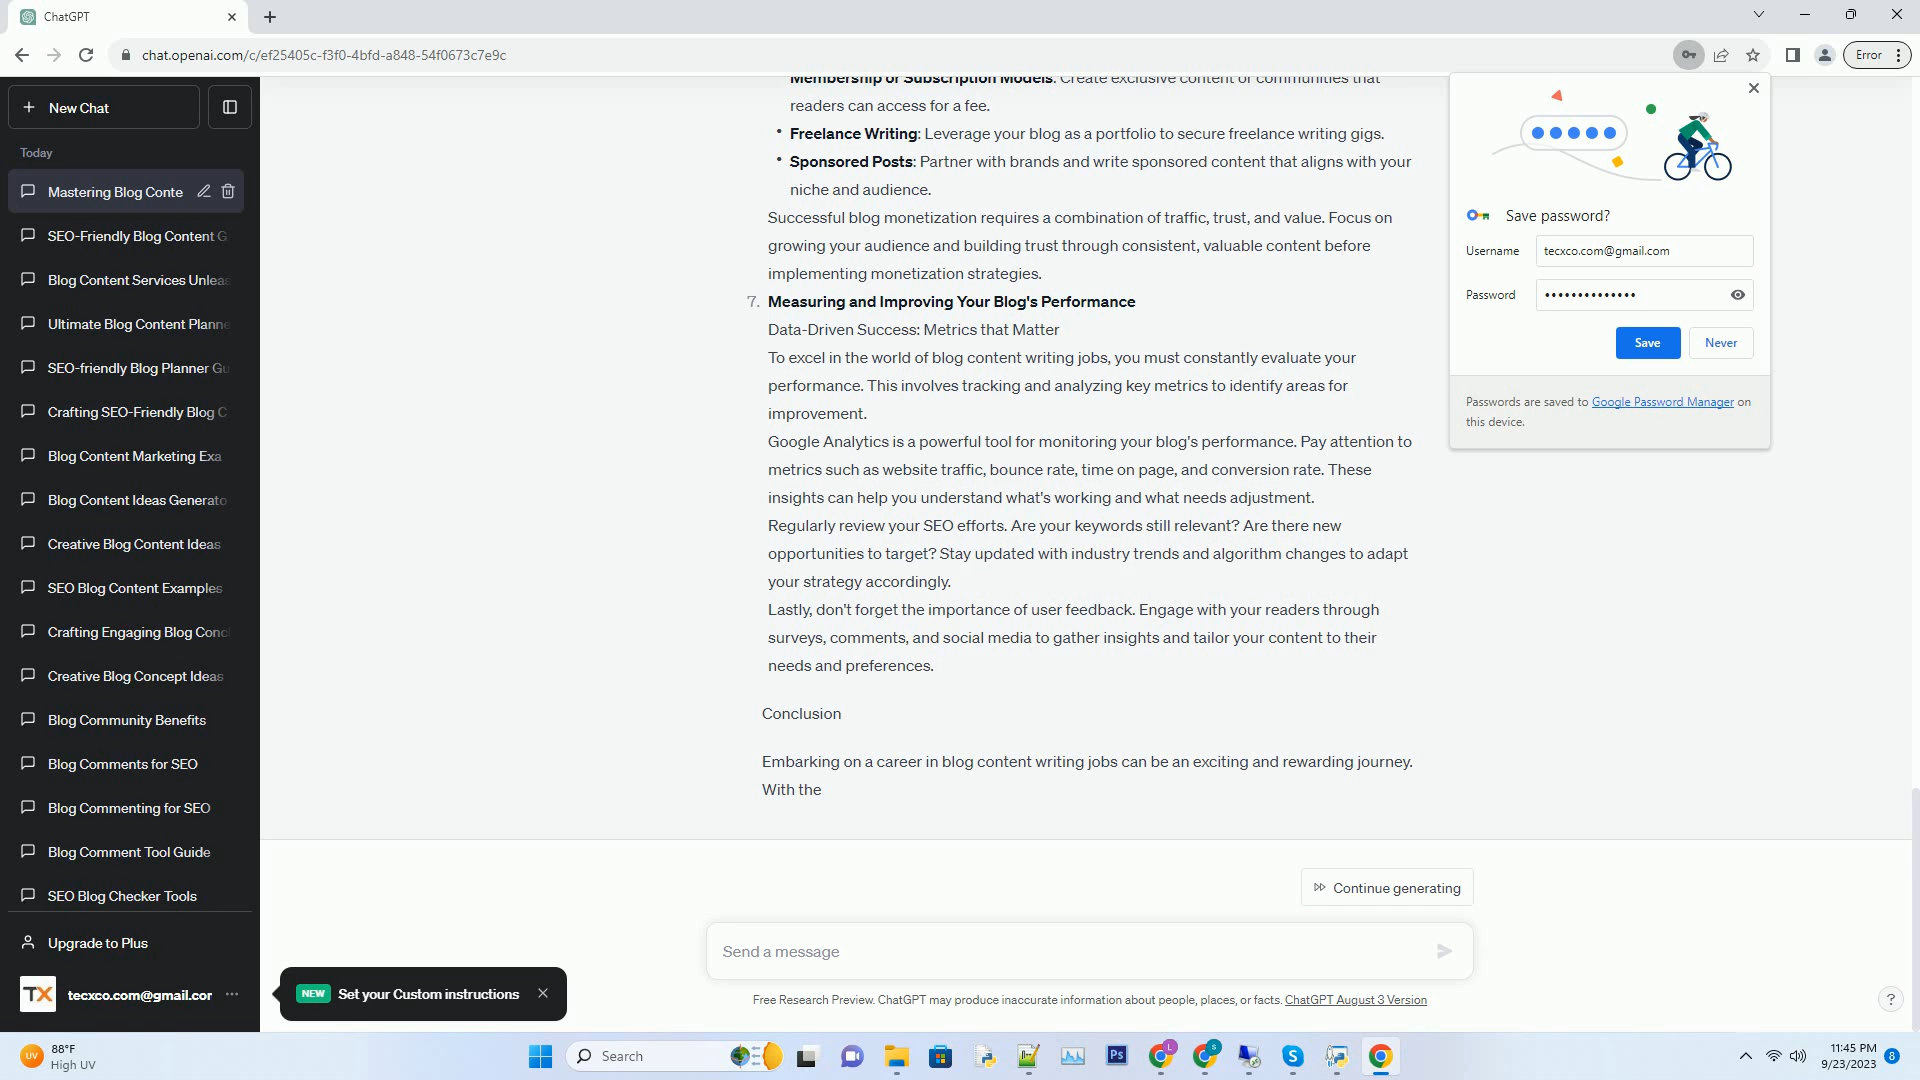 ChatGPT
chat.openai.com/c/ef25405c-f3f0-4bfd-a848-54f0673c7e9c
Error
New Chat
Today
Mastering Blog Conte
SEO-Friendly Blog Content G
Blog Content Services Unleas
Ultimate Blog Content Planne
SEO-friendly Blog Planner Gu
Crafting SEO-Friendly Blog C
Blog Content Marketing Exa
Blog Content Ideas Generato
Creative Blog Content Ideas
SEO Blog Content Examples
Crafting Engaging Blog Conc
Creative Blog Concept Ideas
Blog Community Benefits
Blog Comments for SEO
Blog Commenting for SEO
Blog Comment Tool Guide
SEO Blog Checker Tools
Upgrade to Plus
TX tecxco.com@gmail.cor
NEW Set your Custom instructions
Membership or Subscription Models: Create exclusive content or communities that
readers can access for a fee.
• Freelance Writing: Leverage your blog as a portfolio to secure freelance writing gigs.
• Sponsored Posts: Partner with brands and write sponsored content that aligns with your
niche and audience.
Successful blog monetization requires a combination of traffic, trust, and value. Focus on
growing your audience and building trust through consistent, valuable content before
implementing monetization strategies.
7. Measuring and Improving Your Blog's Performance
Data-Driven Success: Metrics that Matter
To excel in the world of blog content writing jobs, you must constantly evaluate your
performance. This involves tracking and analyzing key metrics to identify areas for
improvement.
Google Analytics is a powerful tool for monitoring your blog's performance. Pay attention to
metrics such as website traffic, bounce rate, time on page, and conversion rate. These
insights can help you understand what's working and what needs adjustment.
Regularly review your SEO efforts. Are your keywords still relevant? Are there new
opportunities to target? Stay updated with industry trends and algorithm changes to adapt
your strategy accordingly.
Lastly, don't forget the importance of user feedback. Engage with your readers through
surveys, comments, and social media to gather insights and tailor your content to their
needs and preferences.
Conclusion
Embarking on a career in blog content writing jobs can be an exciting and rewarding journey.
With the
Continue generating
Send a message
Free Research Preview. ChatGPT may produce inaccurate information about people, places, or facts. ChatGPT August 3 Version
?
Save password?
Username tecxco.com@gmail.com
Password ••••••••••••••
Save Never
Passwords are saved to Google Password Manager on
this device.
UV
88°F
High UV
Search
Ps
L
S
11:45 PM
9/23/2023
8